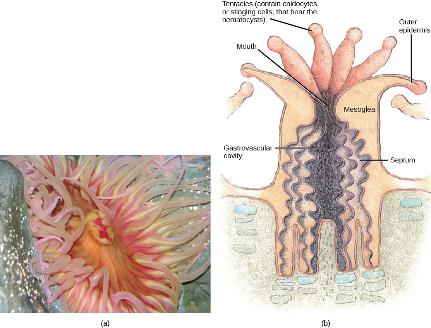 Tentacles (contain cnidocytes,
or stinging cells, that bear the
nematocysts)
Outer
epidermis
Mouth
Mesoglea
Gastrovascular
cavity
Septum
(a)
(b)